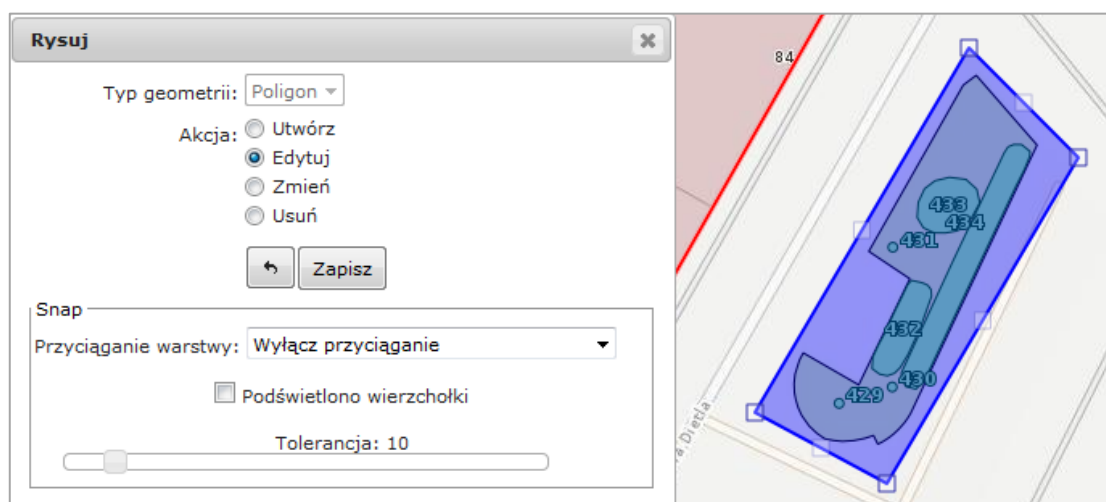 Rysuj
Typ geometrii: Poligon
Akcja: Utwórz
Edytuj
Zmień
Usuń
Zapisz
Snap
Przyciąganie warstwy: Wyłącz przyciąganie
Podświetlono wierzchołki
Tolerancja: 10
84
433
434
431
432
430
429
a Dietla